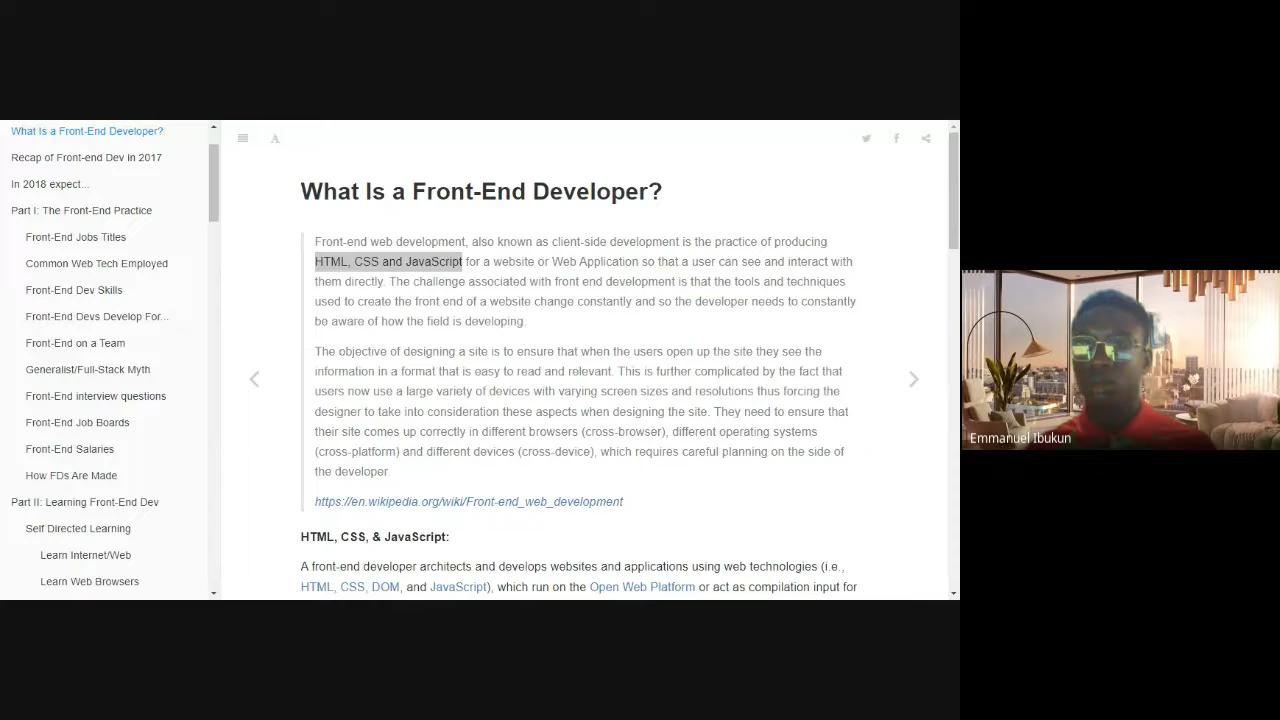 What Is a Front-End Developer?
Recap of Front-end Dev in 2017
In 2018 expect...
Part I: The Front-End Practice
Front-End Jobs Titles
Common Web Tech Employed
Front-End Dev Skills
Front-End Devs Develop For...
Front-End on a Team
Generalist/Full-Stack Myth
Front-End interview questions
Front-End Job Boards
Front-End Salaries
How FDs Are Made
Part II: Learning Front-End Dev
Self Directed Learning
Learn Internet/Web
Learn Web Browsers
What Is a Front-End Developer?
Front-end web development, also known as client-side development is the practice of producing
HTML, CSS and JavaScript for a website or Web Application so that a user can see and interact with
them directly. The challenge associated with front end development is that the tools and techniques
used to create the front end of a website change constantly and so the developer needs to constantly
be aware of how the field is developing.
The objective of designing a site is to ensure that when the users open up the site they see the
information in a format that is easy to read and relevant. This is further complicated by the fact that
users now use a large variety of devices with varying screen sizes and resolutions thus forcing the
designer to take into consideration these aspects when designing the site. They need to ensure that
their site comes up correctly in different browsers (cross-browser), different operating systems
(cross-platform) and different devices (cross-device), which requires careful planning on the side of
the developer.
https://en.wikipedia.org/wiki/Front-end_web_development
HTML, CSS, & JavaScript:
A front-end developer architects and develops websites and applications using web technologies (i.e.,
HTML, CSS, DOM, and JavaScript), which run on the Open Web Platform or act as compilation input for
Emmanuel Ibukun